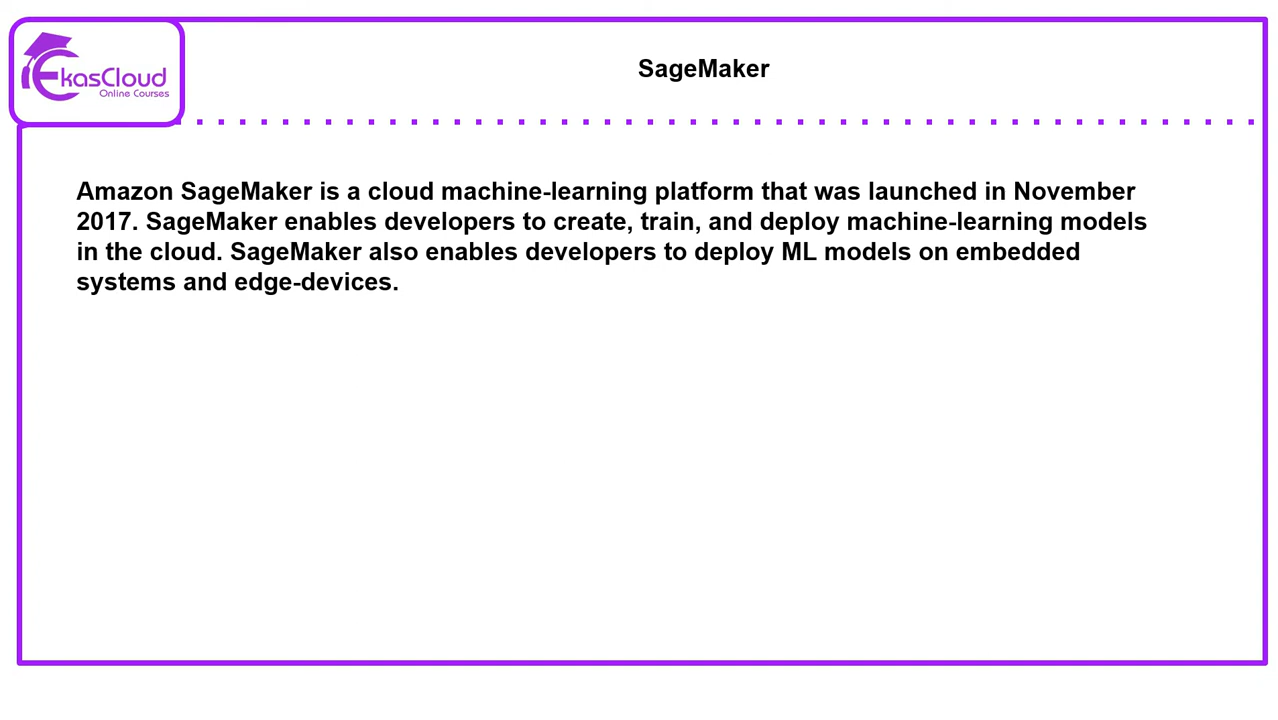 EkasCloud
Online Courses
SageMaker
Amazon SageMaker is a cloud machine-learning platform that was launched in November
2017. SageMaker enables developers to create, train, and deploy machine-learning models
in the cloud. SageMaker also enables developers to deploy ML models on embedded
systems and edge-devices.